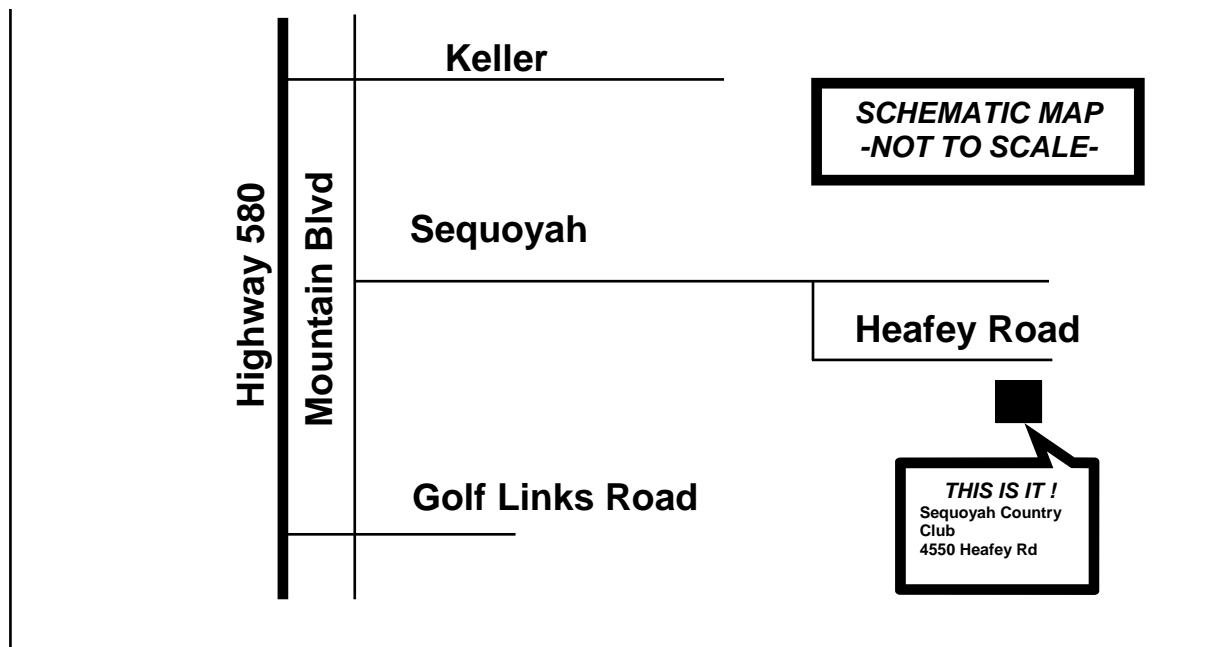 Keller
SCHEMATIC MAP
-NOT TO SCALE-
Highway 580
Mountain Blvd
Sequoyah
Heafey Road
Golf Links Road
THIS IS IT !
Sequoyah Country
Club
4550 Heafey Rd